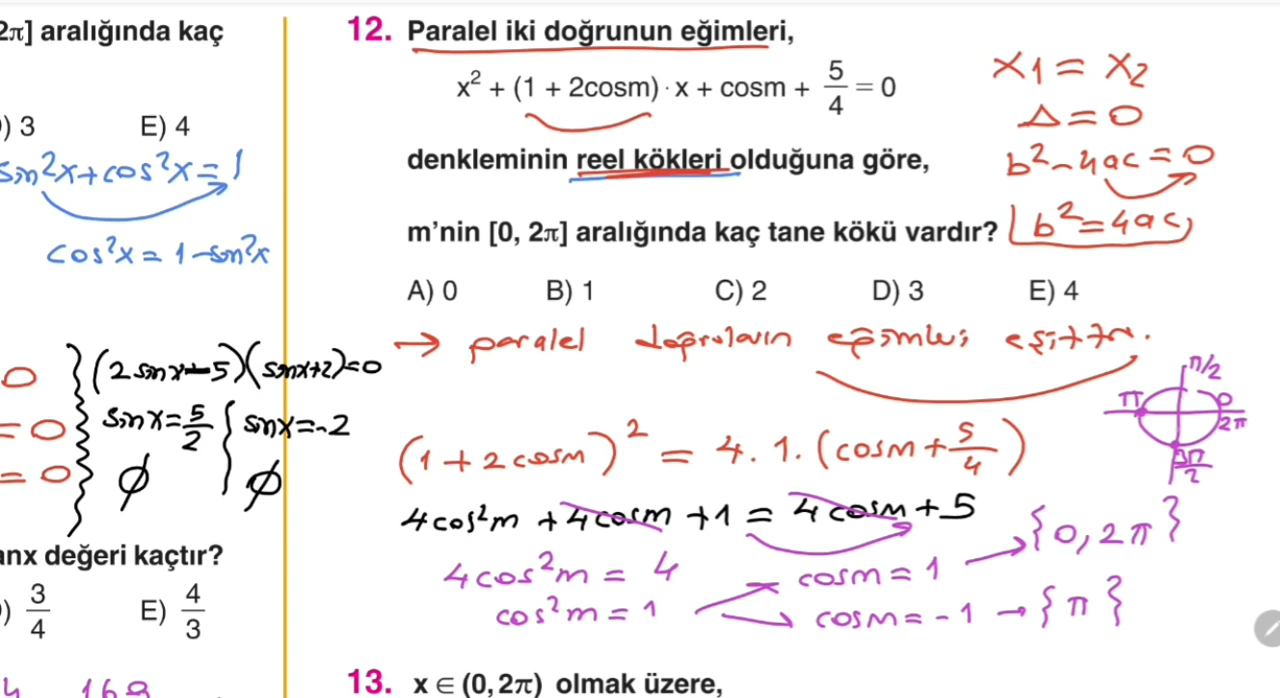 2π] aralığında kaç
) 3 E) 4
sin²x+cos²x=1
cos²x=1-sin²x
0 (2sinx-5)(sinx+2)=0
=0 sinx=5/2 sinx=-2
=0 ∅ ∅
anx değeri kaçtır?
) 3/4 E) 4/3
168
12. Paralel iki doğrunun eğimleri,
x² + (1 + 2cosm) · x + cosm + 5/4 = 0
denkleminin reel kökleri olduğuna göre,
m'nin [0, 2π] aralığında kaç tane kökü vardır?
A) 0 B) 1 C) 2 D) 3 E) 4
x1 = x2
Δ=0
b²-4ac=0
b²=4ac
→ paralel doğruların eğimleri eşittir.
π/2
π 0
2π
3π/2
(1+2cosm)² = 4.1.(cosm+5/4)
4cos²m +4cosm +1 = 4cosm+5
4cos²m = 4
cos²m = 1
cosm=1 → {0, 2π}
cosm=-1 → {π}
13. x ∈ (0, 2π) olmak üzere,